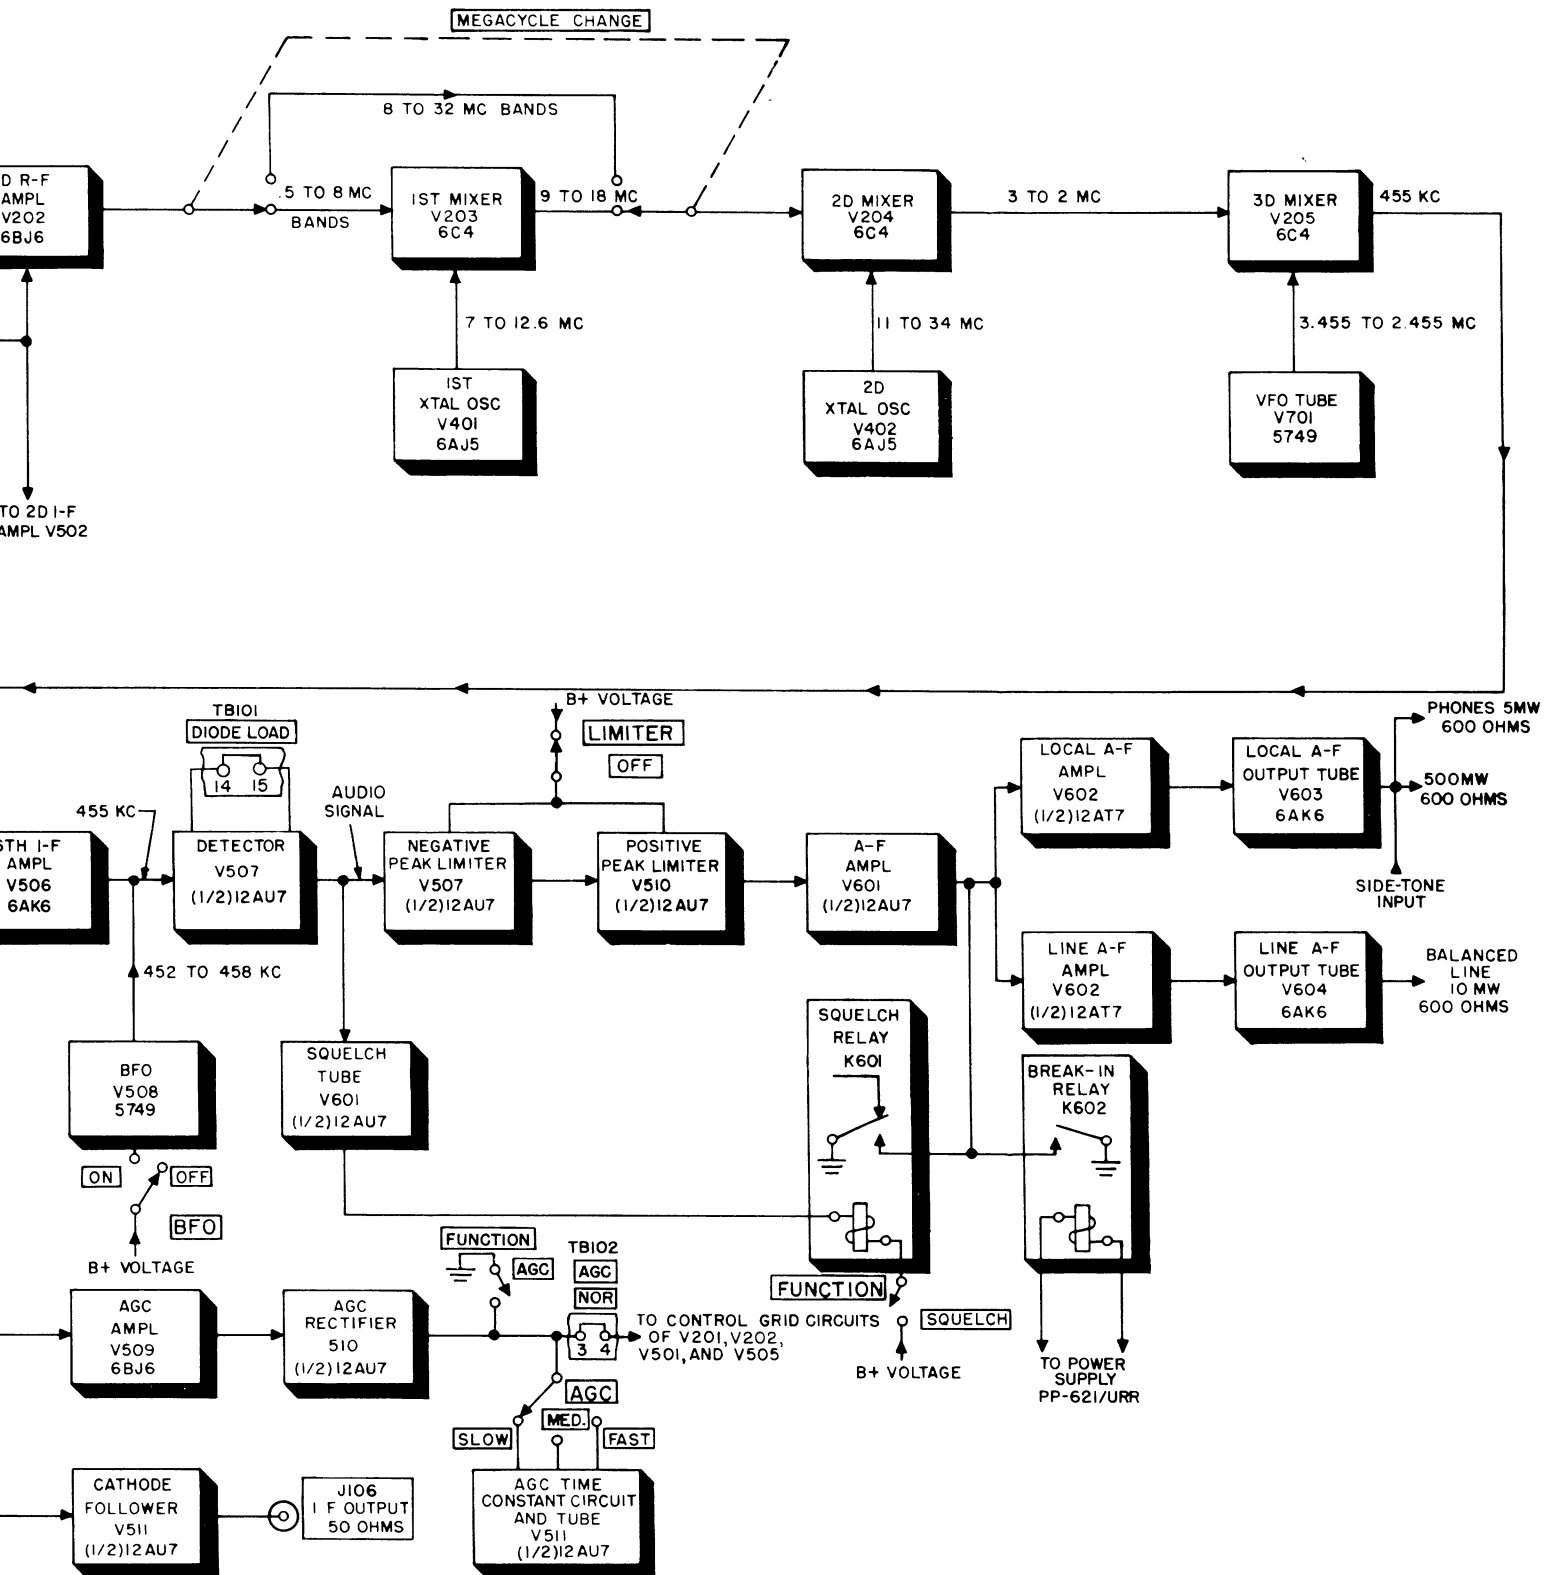 MEGACYCLE CHANGE
8 TO 32 MC BANDS
D R-F
AMPL
V202
6BJ6
.5 TO 8 MC
BANDS
1ST MIXER
V203
6C4
9 TO 18 MC
2D MIXER
V204
6C4
3 TO 2 MC
3D MIXER
V205
6C4
455 KC
7 TO 12.6 MC
11 TO 34 MC
3.455 TO 2.455 MC
1ST
XTAL OSC
V401
6AJ5
2D
XTAL OSC
V402
6AJ5
VFO TUBE
V701
5749
TO 2D I-F
AMPL V502
TB101
DIODE LOAD
14 15
B+ VOLTAGE
LIMITER
OFF
PHONES 5MW
600 OHMS
500MW
600 OHMS
SIDE-TONE
INPUT
455 KC
AUDIO
SIGNAL
6TH I-F
AMPL
V506
6AK6
DETECTOR
V507
(1/2)12AU7
NEGATIVE
PEAK LIMITER
V507
(1/2)12AU7
POSITIVE
PEAK LIMITER
V510
(1/2)12AU7
A-F
AMPL
V601
(1/2)12AU7
LOCAL A-F
AMPL
V602
(1/2)12AT7
LOCAL A-F
OUTPUT TUBE
V603
6AK6
LINE A-F
AMPL
V602
(1/2)12AT7
LINE A-F
OUTPUT TUBE
V604
6AK6
BALANCED
LINE
10 MW
600 OHMS
452 TO 458 KC
BFO
V508
5749
SQUELCH
TUBE
V601
(1/2)12AU7
SQUELCH
RELAY
K601
BREAK-IN
RELAY
K602
ON
OFF
BFO
B+ VOLTAGE
FUNCTION
AGC
TB102
AGC
NOR
3 4
TO CONTROL GRID CIRCUITS
OF V201, V202,
V501, AND V505
FUNCTION
SQUELCH
B+ VOLTAGE
TO POWER
SUPPLY
PP-621/URR
AGC
AMPL
V509
6BJ6
AGC
RECTIFIER
510
(1/2)12AU7
AGC
SLOW
MED.
FAST
CATHODE
FOLLOWER
V511
(1/2)12AU7
J106
I F OUTPUT
50 OHMS
AGC TIME
CONSTANT CIRCUIT
AND TUBE
V511
(1/2)12AU7